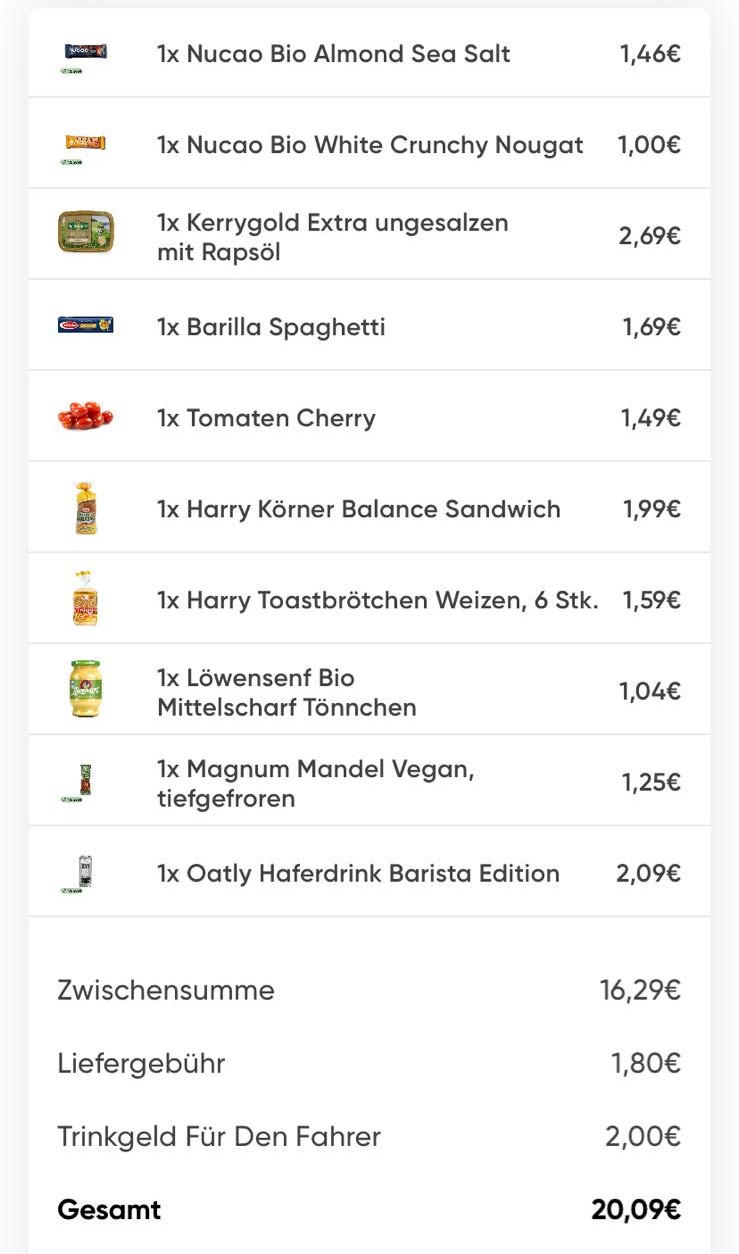 1x Nucao Bio Almond Sea Salt 1,46€
1x Nucao Bio White Crunchy Nougat 1,00€
1x Kerrygold Extra ungesalzen
mit Rapsöl 2,69€
1x Barilla Spaghetti 1,69€
1x Tomaten Cherry 1,49€
1x Harry Körner Balance Sandwich 1,99€
1x Harry Toastbrötchen Weizen, 6 Stk. 1,59€
1x Löwensenf Bio
Mittelscharf Tönnchen 1,04€
1x Magnum Mandel Vegan,
tiefgefroren 1,25€
1x Oatly Haferdrink Barista Edition 2,09€
Zwischensumme 16,29€
Liefergebühr 1,80€
Trinkgeld Für Den Fahrer 2,00€
Gesamt 20,09€